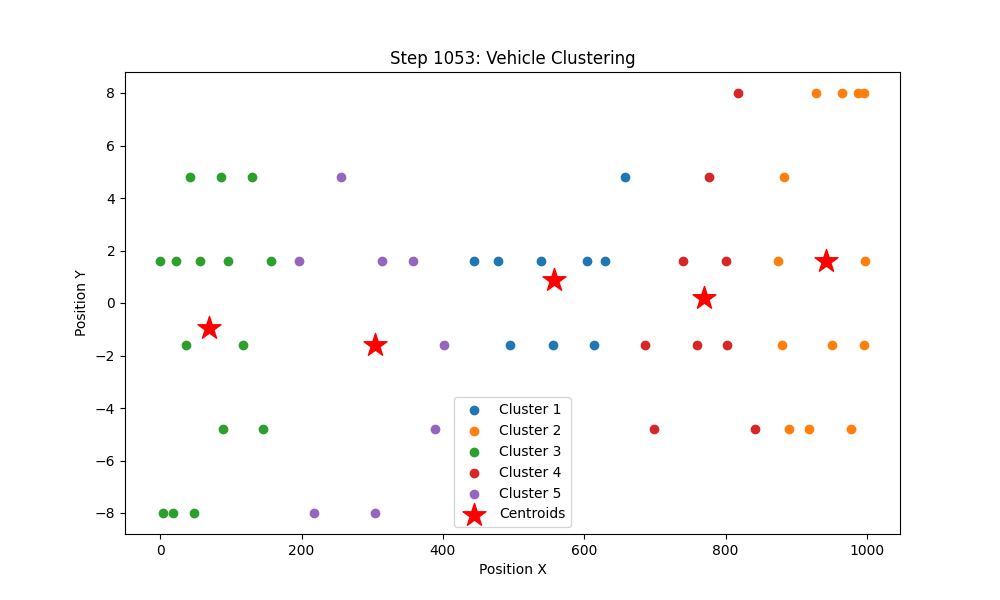 Step 1053: Vehicle Clustering
8
6
4
2
0
−2
−4
−6
−8
Position Y
Cluster 1
Cluster 2
Cluster 3
Cluster 4
Cluster 5
Centroids
0 200 400 600 800 1000
Position X